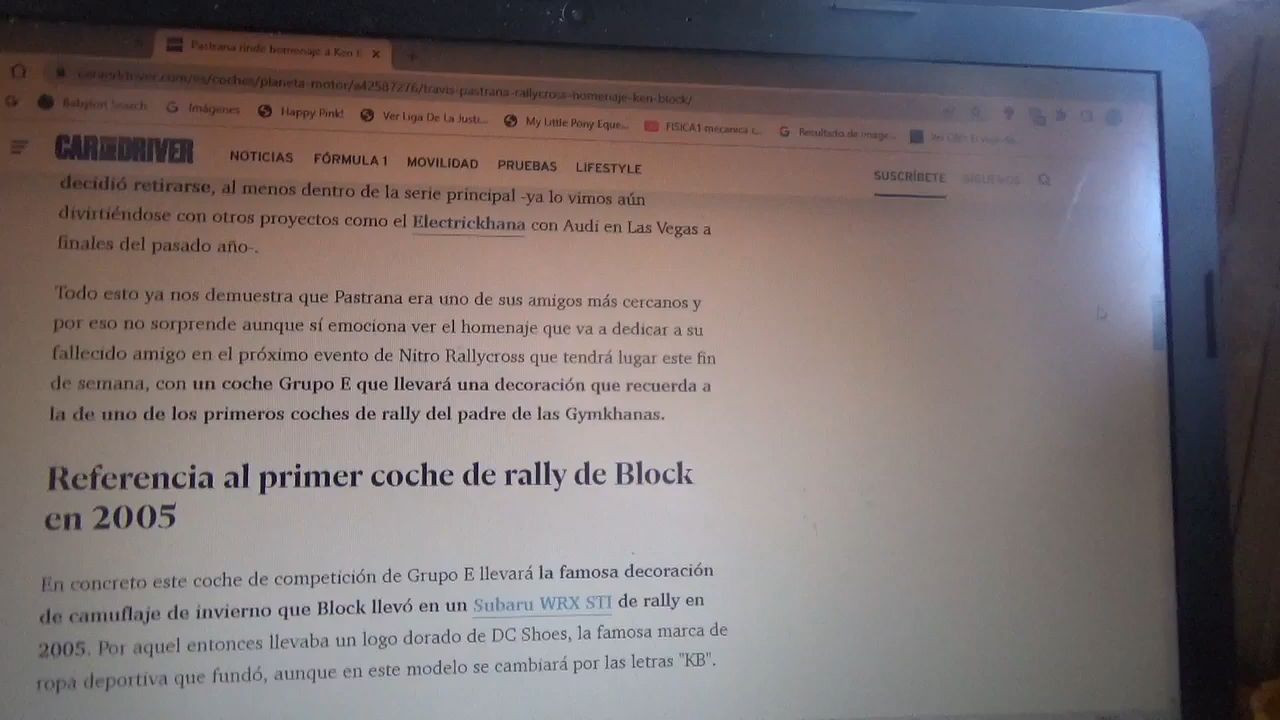 Pastrana rinde homenaje a Ken B
caranddriver.com/es/coches/planeta-motor/a42587276/travis-pastrana-rallycross-homenaje-ken-block/
Babylon Search Imágenes Happy Pink! Ver Liga De La Justi... My Little Pony Eque... FISICA1 mecanica c... Resultado de image...
CAR AND DRIVER NOTICIAS FÓRMULA 1 MOVILIDAD PRUEBAS LIFESTYLE SUSCRÍBETE SÍGUENOS
decidió retirarse, al menos dentro de la serie principal -ya lo vimos aún
divirtiéndose con otros proyectos como el Electrickhana con Audi en Las Vegas a
finales del pasado año-.
Todo esto ya nos demuestra que Pastrana era uno de sus amigos más cercanos y
por eso no sorprende aunque sí emociona ver el homenaje que va a dedicar a su
fallecido amigo en el próximo evento de Nitro Rallycross que tendrá lugar este fin
de semana, con un coche Grupo E que llevará una decoración que recuerda a
la de uno de los primeros coches de rally del padre de las Gymkhanas.
Referencia al primer coche de rally de Block
en 2005
En concreto este coche de competición de Grupo E llevará la famosa decoración
de camuflaje de invierno que Block llevó en un Subaru WRX STI de rally en
2005. Por aquel entonces llevaba un logo dorado de DC Shoes, la famosa marca de
ropa deportiva que fundó, aunque en este modelo se cambiará por las letras "KB".